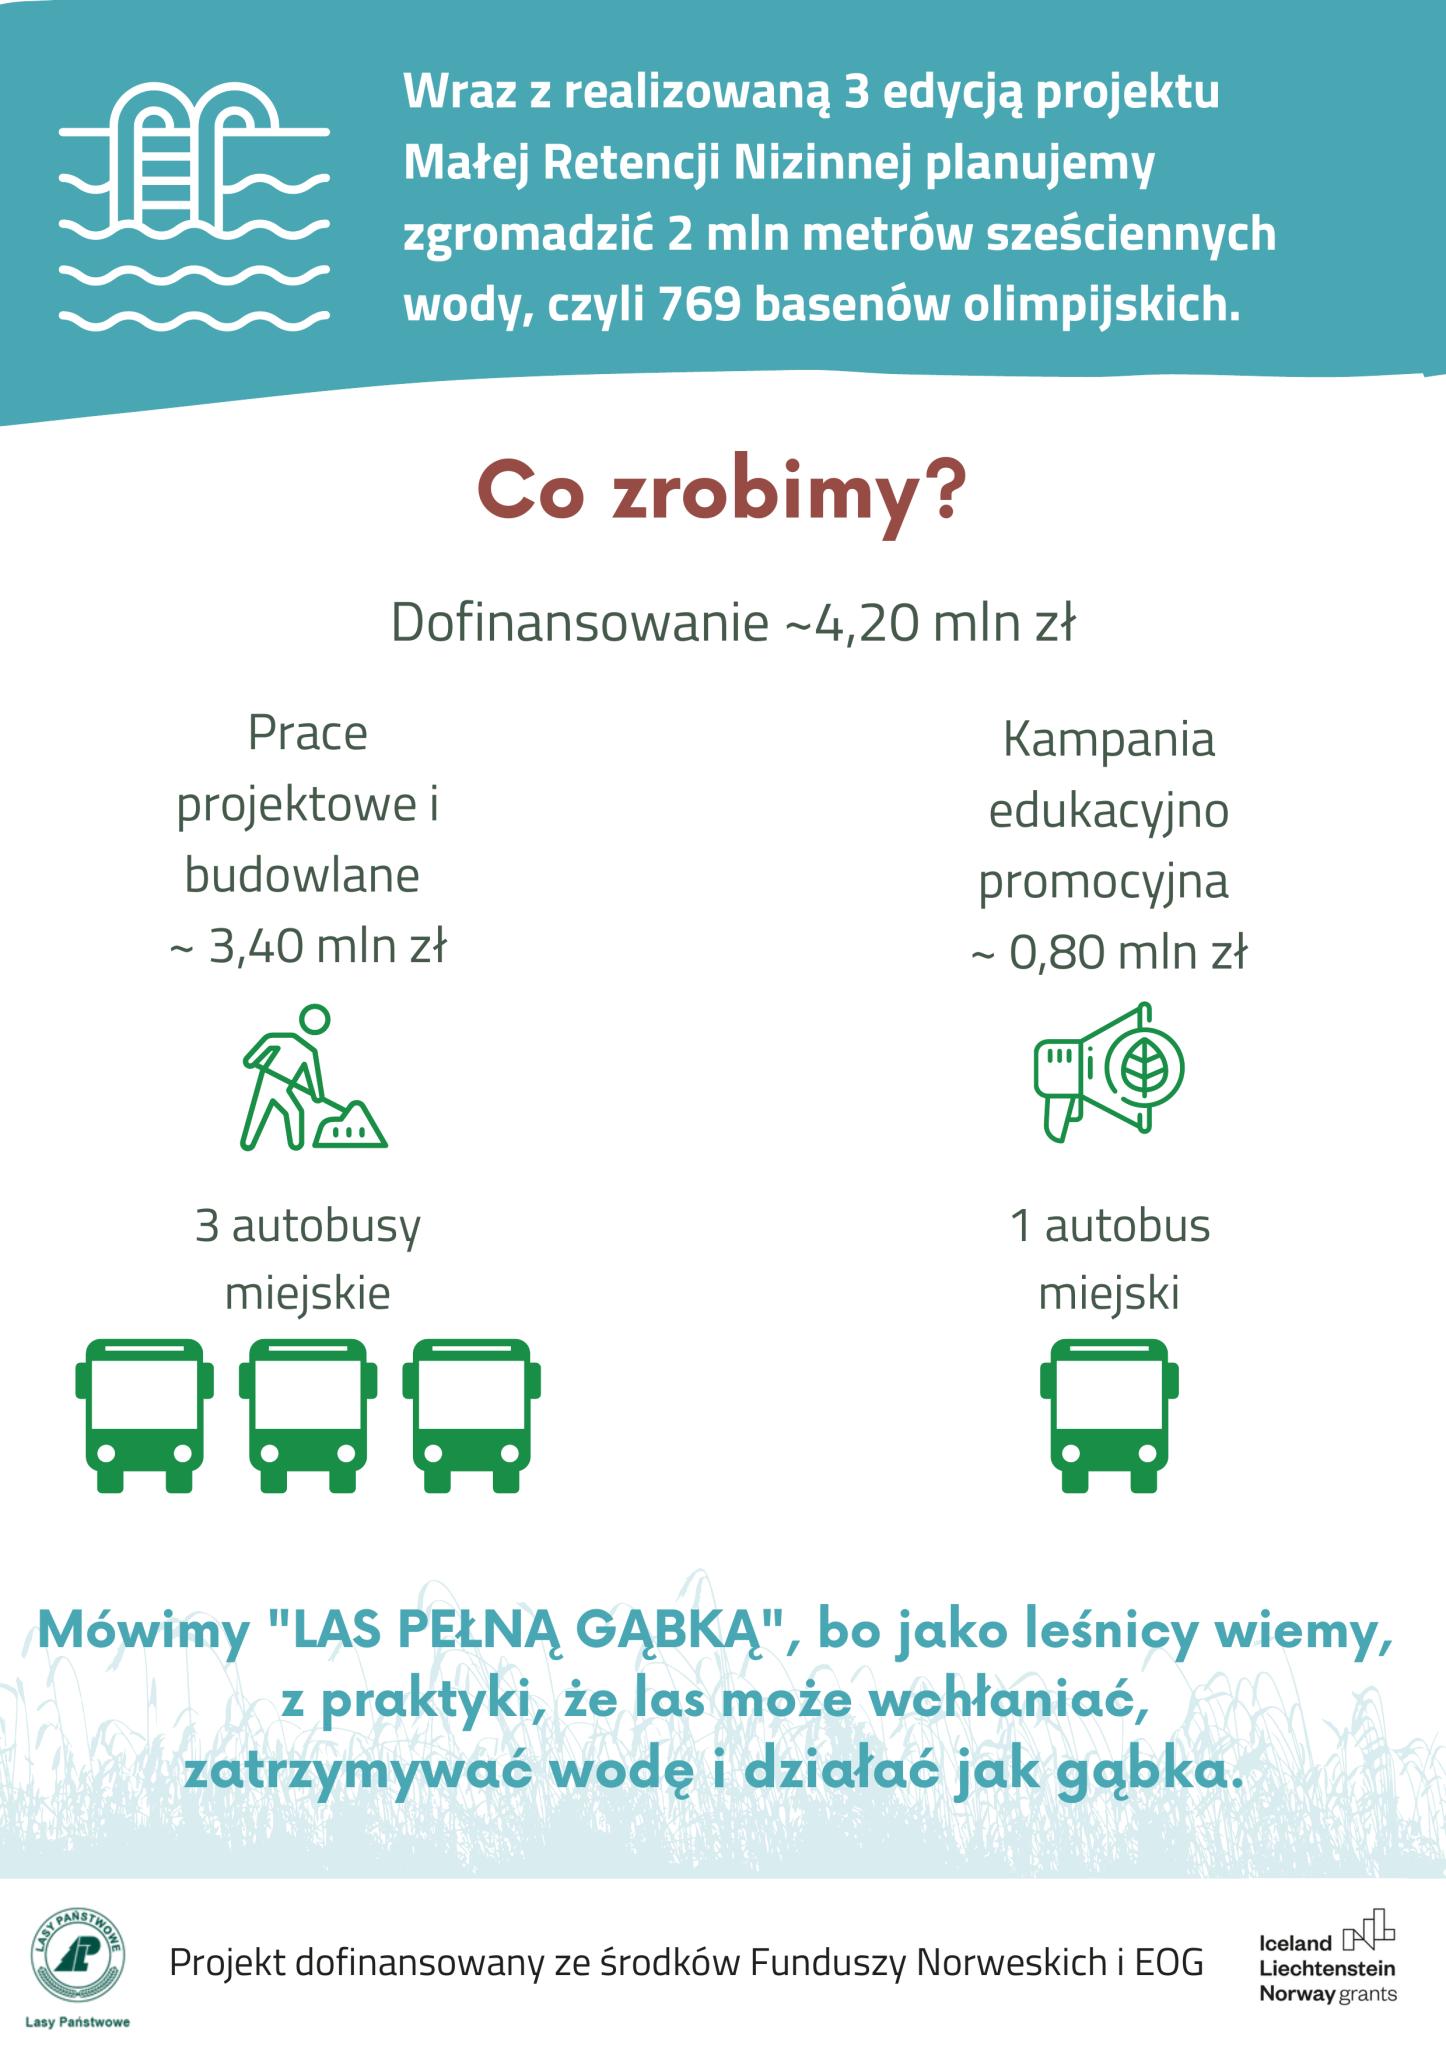 Wraz z realizowaną 3 edycją projektu
Małej Retencji Nizinnej planujemy
zgromadzić 2 mln metrów sześciennych
wody, czyli 769 basenów olimpijskich.
Co zrobimy?
Dofinansowanie ~4,20 mln zł
Prace
projektowe i
budowlane
~ 3,40 mln zł
3 autobusy
miejskie
Kampania
edukacyjno
promocyjna
~ 0,80 mln zł
1 autobus
miejski
Mówimy "LAS PEŁNĄ GĄBKĄ", bo jako leśnicy wiemy,
z praktyki, że las może wchłaniać,
zatrzymywać wodę i działać jak gąbka.
LASY PAŃSTWOWE
Lasy Państwowe
Projekt dofinansowany ze środków Funduszy Norweskich i EOG
Iceland
Liechtenstein
Norway grants